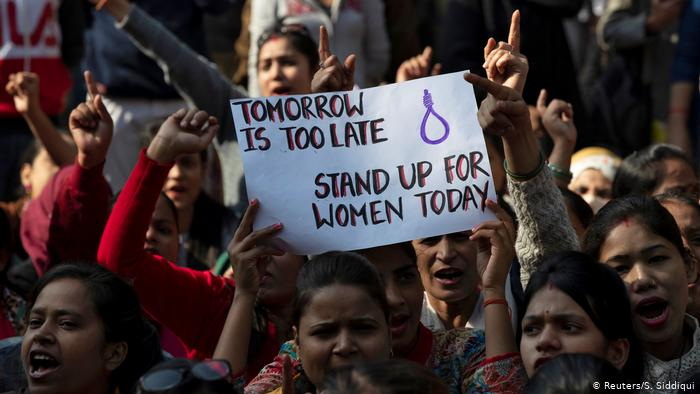 TOMORROW
IS TOO LATE
STAND UP FOR
WOMEN TODAY
© Reuters/S. Siddiqui